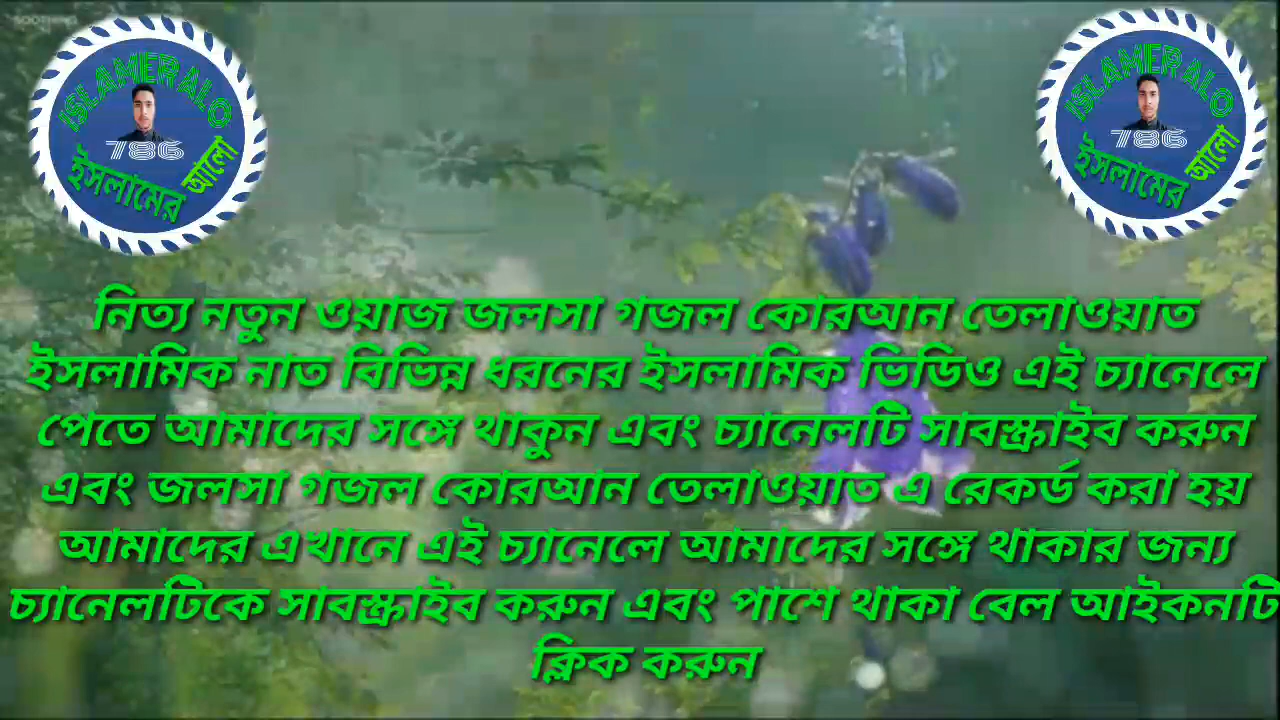 SOOTHING
ISLAMER ALO
786
ইসলামের আলো
ISLAMER ALO
786
ইসলামের আলো
নিত্য নতুন ওয়াজ জলসা গজল কোরআন তেলাওয়াত
ইসলামিক নাত বিভিন্ন ধরনের ইসলামিক ভিডিও এই চ্যানেলে
পেতে আমাদের সঙ্গে থাকুন এবং চ্যানেলটি সাবস্ক্রাইব করুন
এবং জলসা গজল কোরআন তেলাওয়াত এ রেকর্ড করা হয়
আমাদের এখানে এই চ্যানেলে আমাদের সঙ্গে থাকার জন্য
চ্যানেলটিকে সাবস্ক্রাইব করুন এবং পাশে থাকা বেল আইকনটি
ক্লিক করুন